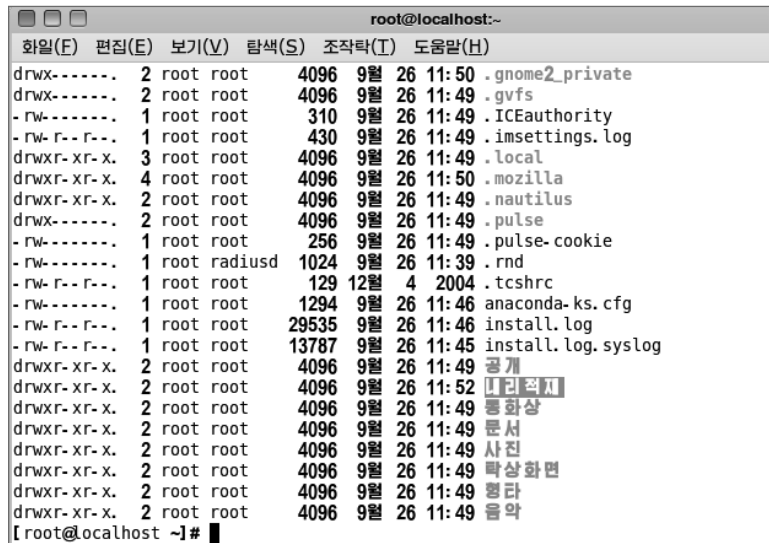 root@localhost:~
화일(F) 편집(E) 보기(V) 탐색(S) 조작탁(T) 도움말(H)
drwx------. 2 root root 4096 9월 26 11:50 .gnome2_private
drwx------. 2 root root 4096 9월 26 11:49 .gvfs
-rw-------. 1 root root 310 9월 26 11:49 .ICEauthority
-rw-r--r--. 1 root root 430 9월 26 11:49 .imsettings.log
drwxr-xr-x. 3 root root 4096 9월 26 11:49 .local
drwxr-xr-x. 4 root root 4096 9월 26 11:50 .mozilla
drwxr-xr-x. 2 root root 4096 9월 26 11:49 .nautilus
drwx------. 2 root root 4096 9월 26 11:49 .pulse
-rw-------. 1 root root 256 9월 26 11:49 .pulse-cookie
-rw-------. 1 root radiusd 1024 9월 26 11:39 .rnd
-rw-r--r--. 1 root root 129 12월 4 2004 .tcshrc
-rw-r--r--. 1 root root 1294 9월 26 11:46 anaconda-ks.cfg
-rw-r--r--. 1 root root 29535 9월 26 11:46 install.log
-rw-r--r--. 1 root root 13787 9월 26 11:45 install.log.syslog
drwxr-xr-x. 2 root root 4096 9월 26 11:49 공개
drwxr-xr-x. 2 root root 4096 9월 26 11:52 내리적재
drwxr-xr-x. 2 root root 4096 9월 26 11:49 동화상
drwxr-xr-x. 2 root root 4096 9월 26 11:49 문서
drwxr-xr-x. 2 root root 4096 9월 26 11:49 사진
drwxr-xr-x. 2 root root 4096 9월 26 11:49 탁상화면
drwxr-xr-x. 2 root root 4096 9월 26 11:49 형타
drwxr-xr-x. 2 root root 4096 9월 26 11:49 음악
[root@localhost ~]#